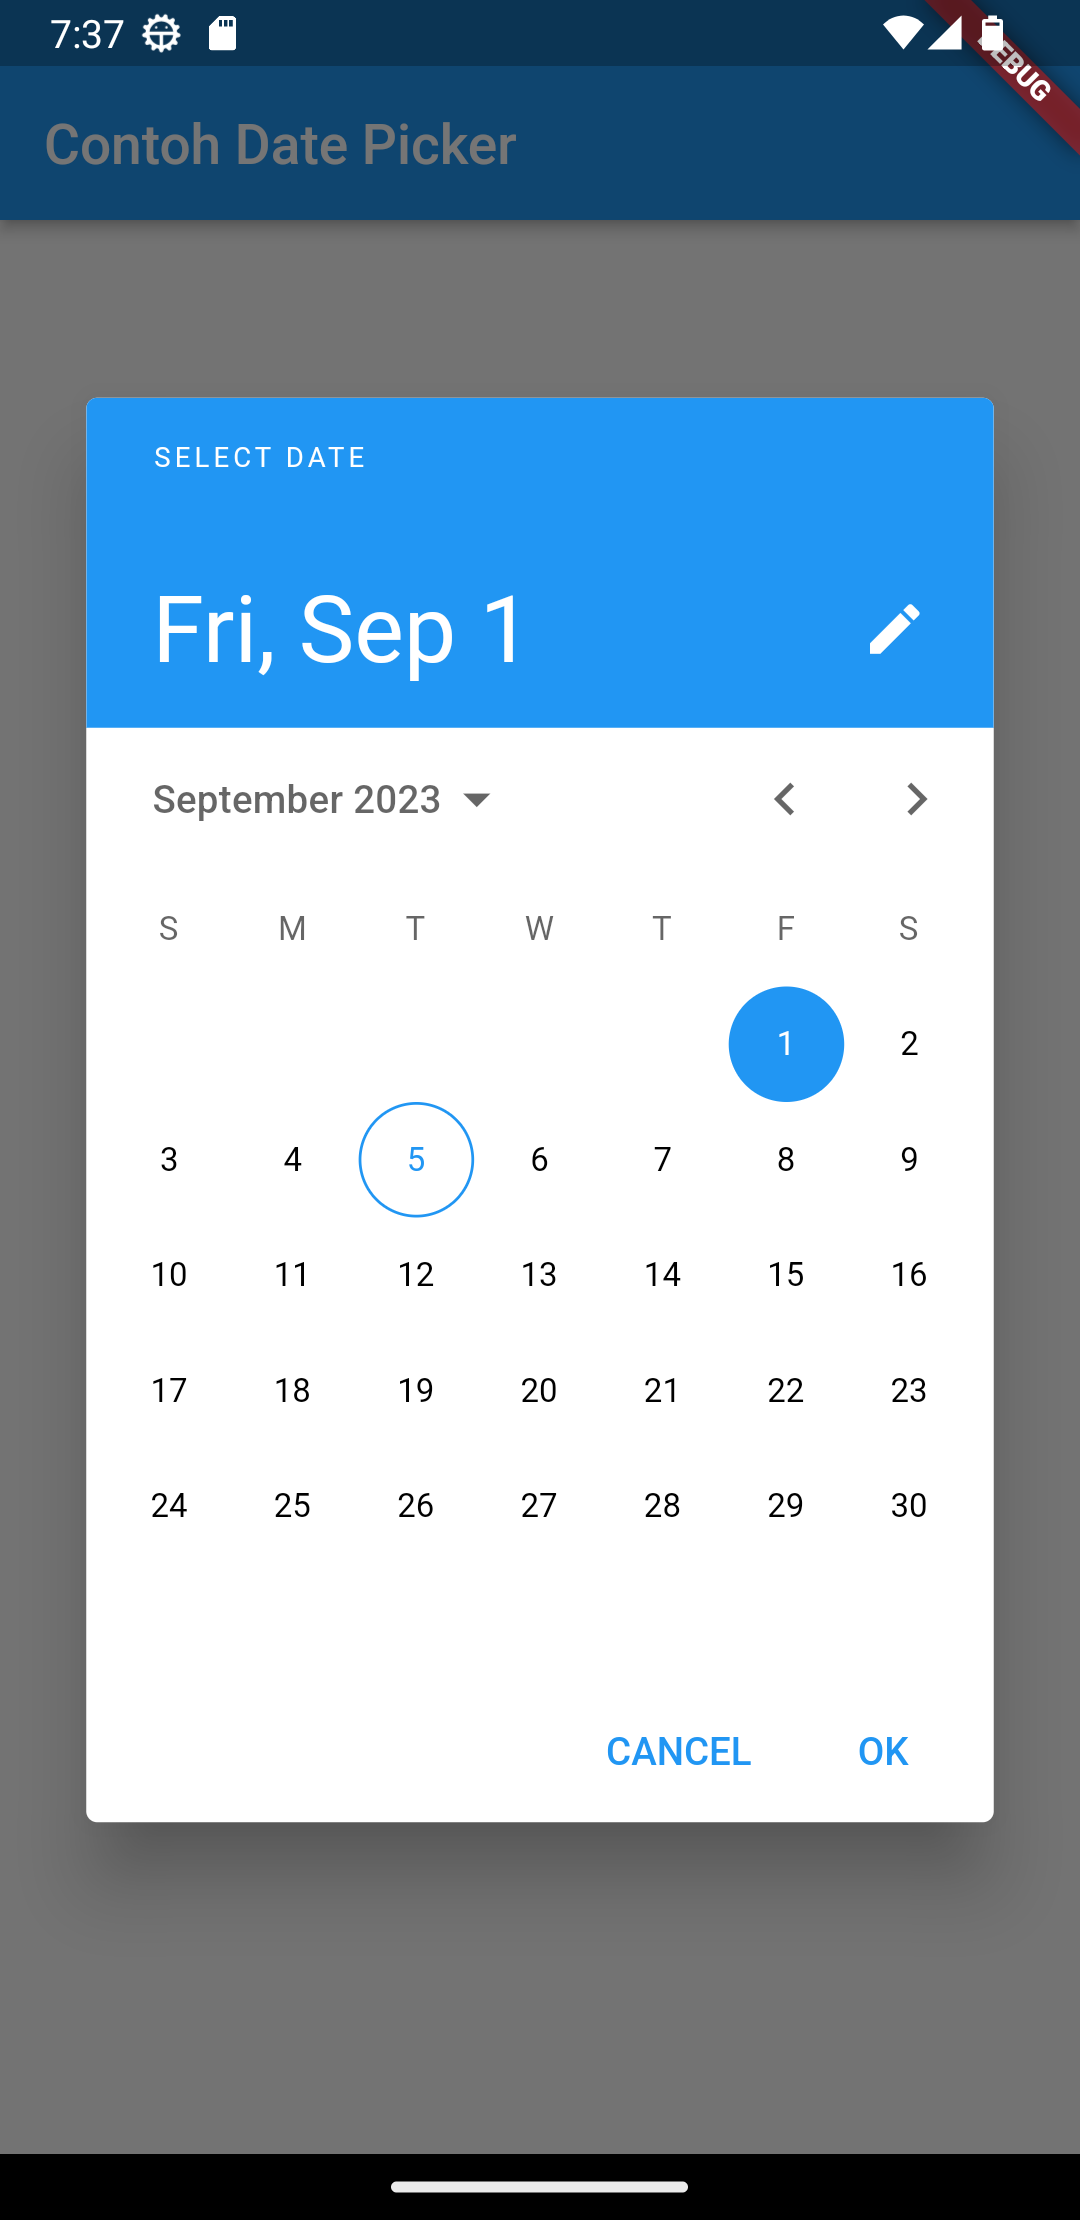 7:37
DEBUG
Contoh Date Picker
SELECT DATE
Fri, Sep 1
September 2023
S M T W T F S
1 2
3 4 5 6 7 8 9
10 11 12 13 14 15 16
17 18 19 20 21 22 23
24 25 26 27 28 29 30
CANCEL OK